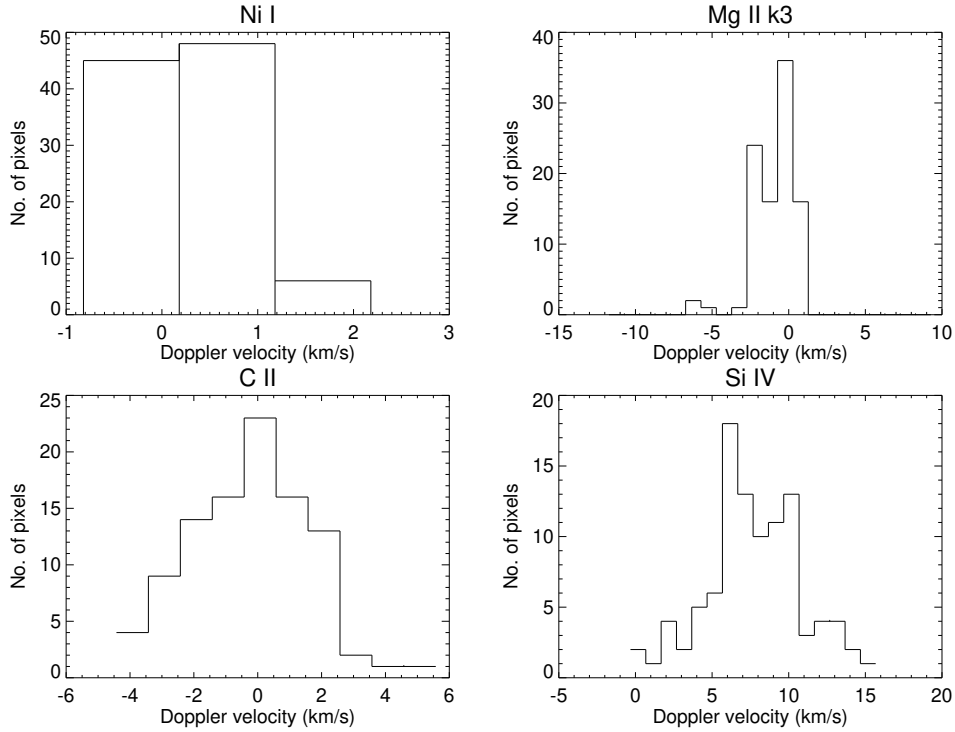 Ni I
50
40
30
20
10
0
No. of pixels
-1 0 1 2 3
Doppler velocity (km/s)
Mg II k3
40
30
20
10
0
No. of pixels
-15 -10 -5 0 5 10
Doppler velocity (km/s)
C II
25
20
15
10
5
0
No. of pixels
-6 -4 -2 0 2 4 6
Doppler velocity (km/s)
Si IV
20
15
10
5
0
No. of pixels
-5 0 5 10 15 20
Doppler velocity (km/s)